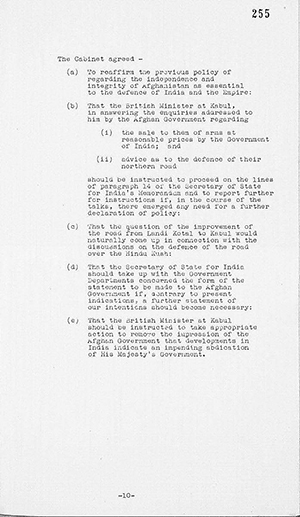 255
The Cabinet agreed -
(a) To reaffirm the previous policy of
regarding the independence and
integrity of Afghanistan as essential
to the defence of India and the Empire:
(b) That the British Minister at Kabul,
in answering the enquiries addressed to
him by the Afghan Government regarding
(i) the sale to them of arms at
reasonable prices by the Government
of India; and
(ii) advice as to the defence of their
northern road
should be instructed to proceed on the lines
of paragraph 14 of the Secretary of State
for India's Memorandum and to report further
for instructions if, in the course of the
talks, there emerged any need for a further
declaration of policy:
(c) That the question of the improvement of
the road from Landi Kotal to Kabul would
naturally come up in connection with the
discussions on the defence of the road
over the Hindu Kush:
(d) That the Secretary of State for India
should take up with the Government
Departments concerned the form of the
statement to be made to the Afghan
Government if, contrary to present
indications, a further statement of
our intentions should become necessary:
(e) That the British Minister at Kabul
should be instructed to take appropriate
action to remove the impression of the
Afghan Government that developments in
India indicate an impending abdication
of His Majesty's Government.
-10-